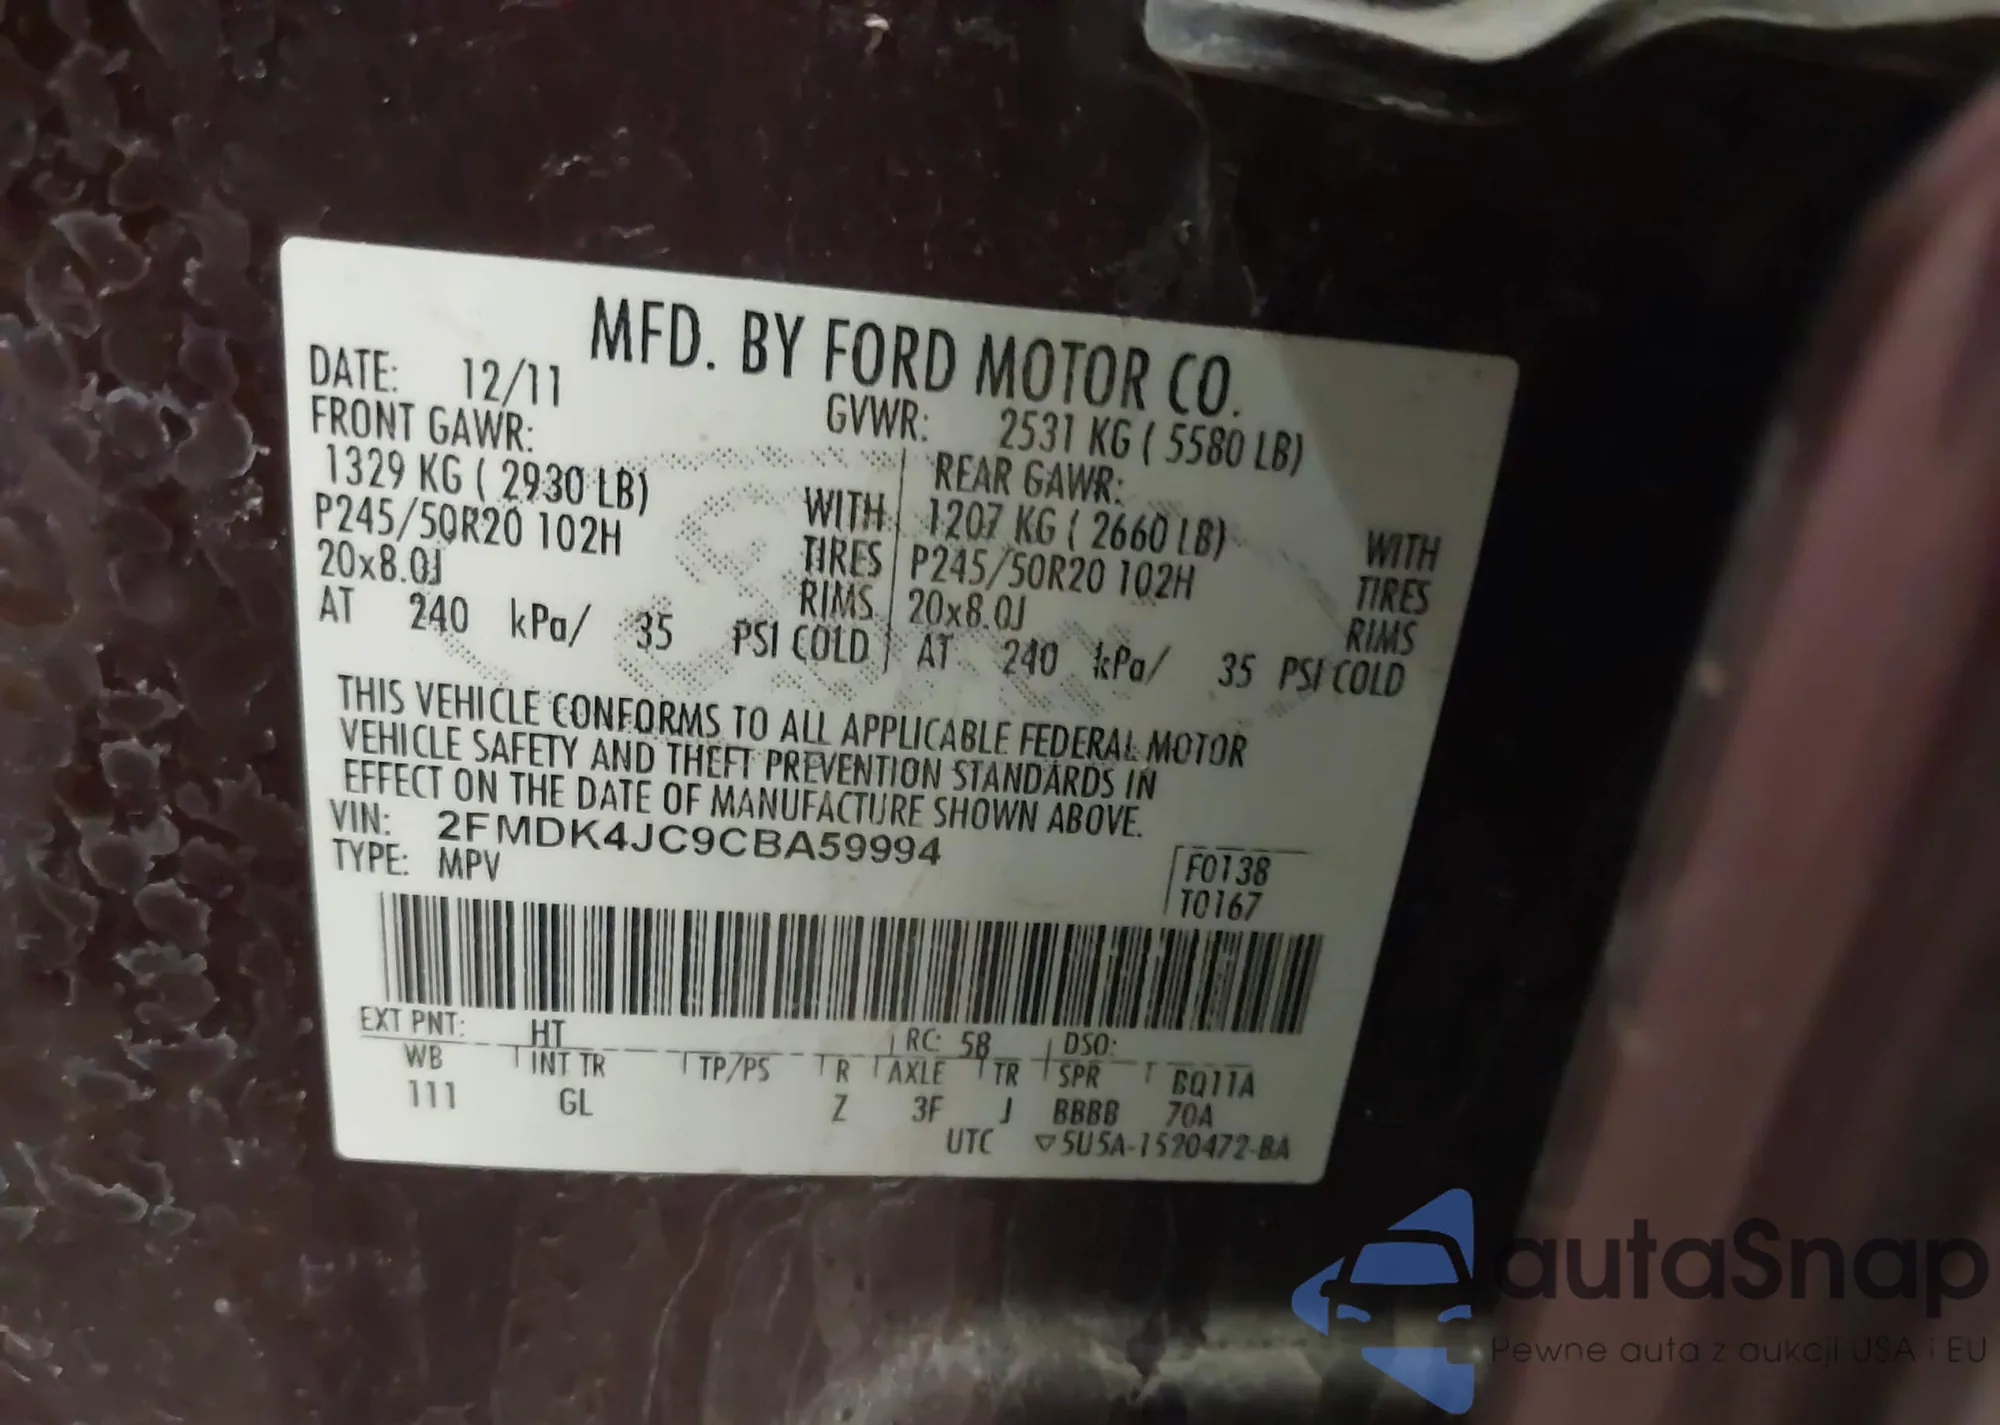 MFD. BY FORD MOTOR CO.
DATE: 12/11 GVWR: 2531 KG ( 5580 LB)
FRONT GAWR: REAR GAWR:
1329 KG ( 2930 LB) WITH 1207 KG ( 2660 LB) WITH
P245/50R20 102H TIRES P245/50R20 102H TIRES
20x8.0J RIMS 20x8.0J RIMS
AT 240 kPa/ 35 PSI COLD AT 240 kPa/ 35 PSI COLD
THIS VEHICLE CONFORMS TO ALL APPLICABLE FEDERAL MOTOR
VEHICLE SAFETY AND THEFT PREVENTION STANDARDS IN
EFFECT ON THE DATE OF MANUFACTURE SHOWN ABOVE.
VIN: 2FMDK4JC9CBA59994
TYPE: MPV
F0138
T0167
EXT PNT: HT RC: 58 DSO:
WB INT TR TP/PS R AXLE TR SPR BQ11A
111 GL Z 3F J BBBB 70A
UTC ▽5U5A-1520472-BA
autaSnap
Pewne auta z aukcji USA i EU